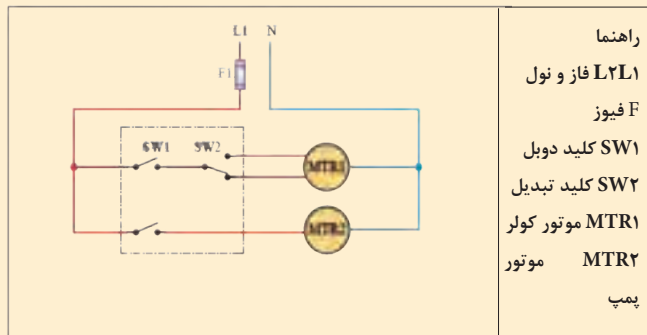 L1 N
F1
SW1 SW2
MTR1
MTR2
راهنما
L۲L۱ فاز و نول
F فیوز
SW۱ کلید دوبل
SW۲ کلید تبدیل
MTR۱ موتور کولر
MTR۲ موتور
پمپ